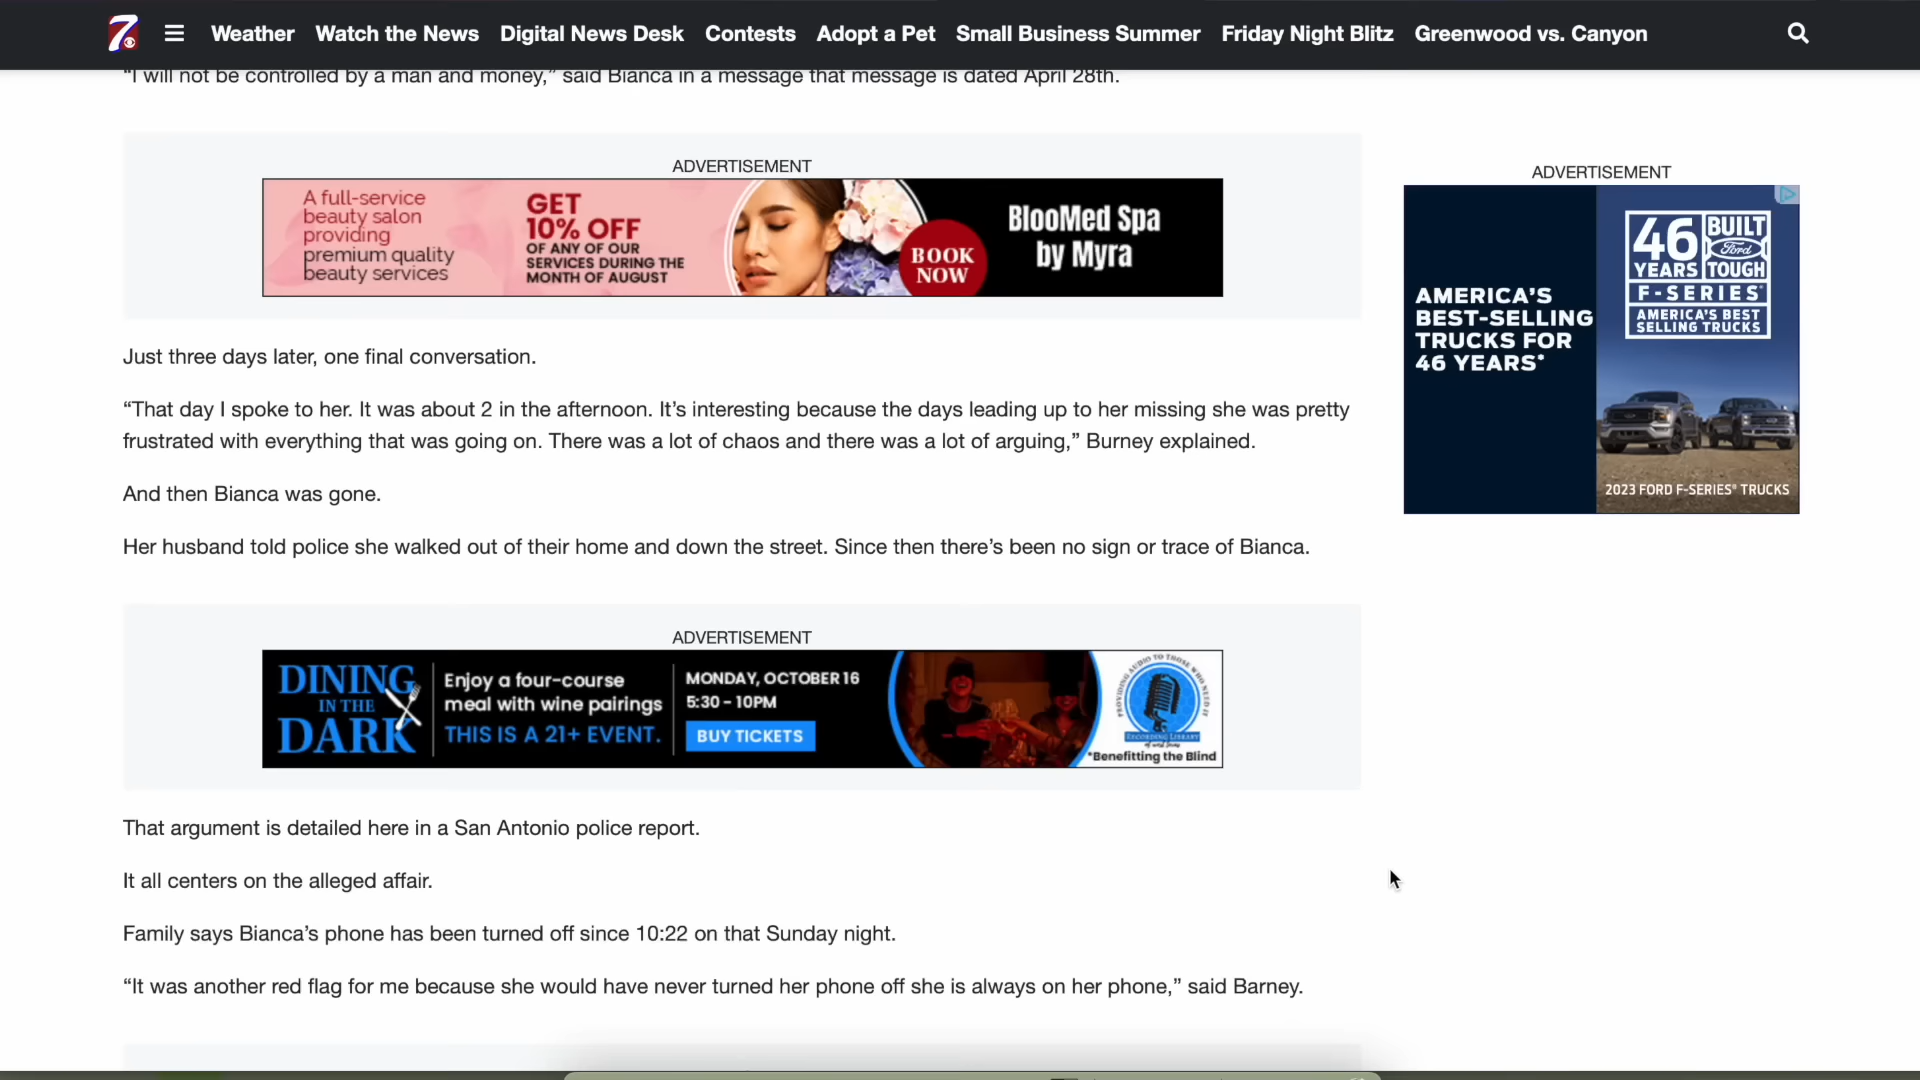 7 Weather Watch the News Digital News Desk Contests Adopt a Pet Small Business Summer Friday Night Blitz Greenwood vs. Canyon
“I will not be controlled by a man and money,” said Bianca in a message that message is dated April 28th.
ADVERTISEMENT
A full-service
beauty salon
providing
premium quality
beauty services
GET
10% OFF
OF ANY OF OUR
SERVICES DURING THE
MONTH OF AUGUST
BOOK
NOW
BlooMed Spa
by Myra
ADVERTISEMENT
AMERICA’S
BEST-SELLING
TRUCKS FOR
46 YEARS*
46
YEARS
BUILT
Ford
TOUGH
F-SERIES®
AMERICA’S BEST
SELLING TRUCKS
2023 FORD F-SERIES® TRUCKS
Just three days later, one final conversation.
“That day I spoke to her. It was about 2 in the afternoon. It’s interesting because the days leading up to her missing she was pretty
frustrated with everything that was going on. There was a lot of chaos and there was a lot of arguing,” Burney explained.
And then Bianca was gone.
Her husband told police she walked out of their home and down the street. Since then there’s been no sign or trace of Bianca.
ADVERTISEMENT
DINING
IN THE
DARK
Enjoy a four-course
meal with wine pairings
THIS IS A 21+ EVENT.
MONDAY, OCTOBER 16
5:30 – 10PM
BUY TICKETS
PROVIDING AUDIO TO THOSE WHO NEED IT
RECORDING LIBRARY
of west Texas
*Benefitting the Blind
That argument is detailed here in a San Antonio police report.
It all centers on the alleged affair.
Family says Bianca’s phone has been turned off since 10:22 on that Sunday night.
“It was another red flag for me because she would have never turned her phone off she is always on her phone,” said Barney.